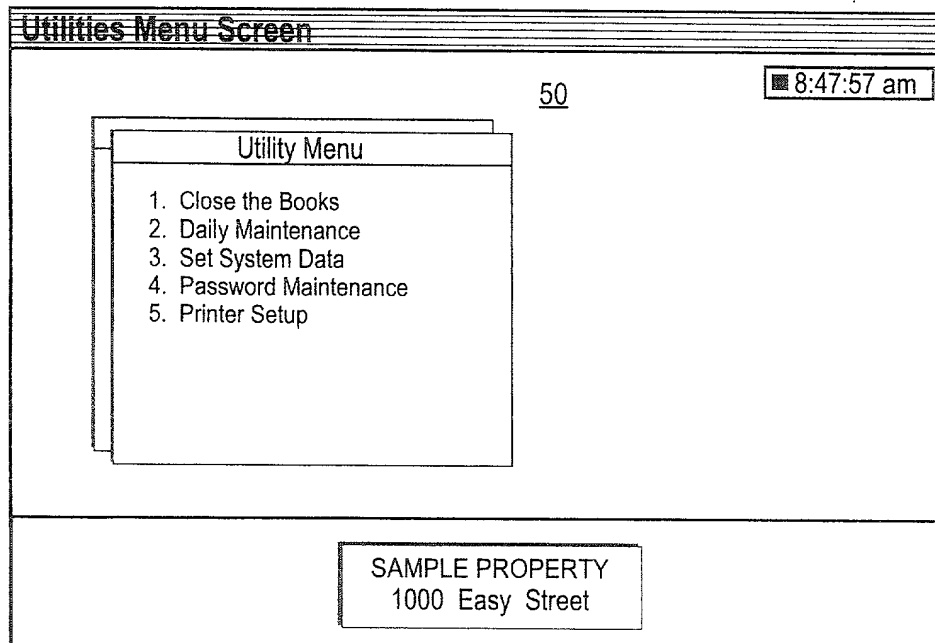 Utilities Menu Screen
50
8:47:57 am
Utility Menu
1. Close the Books
2. Daily Maintenance
3. Set System Data
4. Password Maintenance
5. Printer Setup
SAMPLE PROPERTY
1000 Easy Street